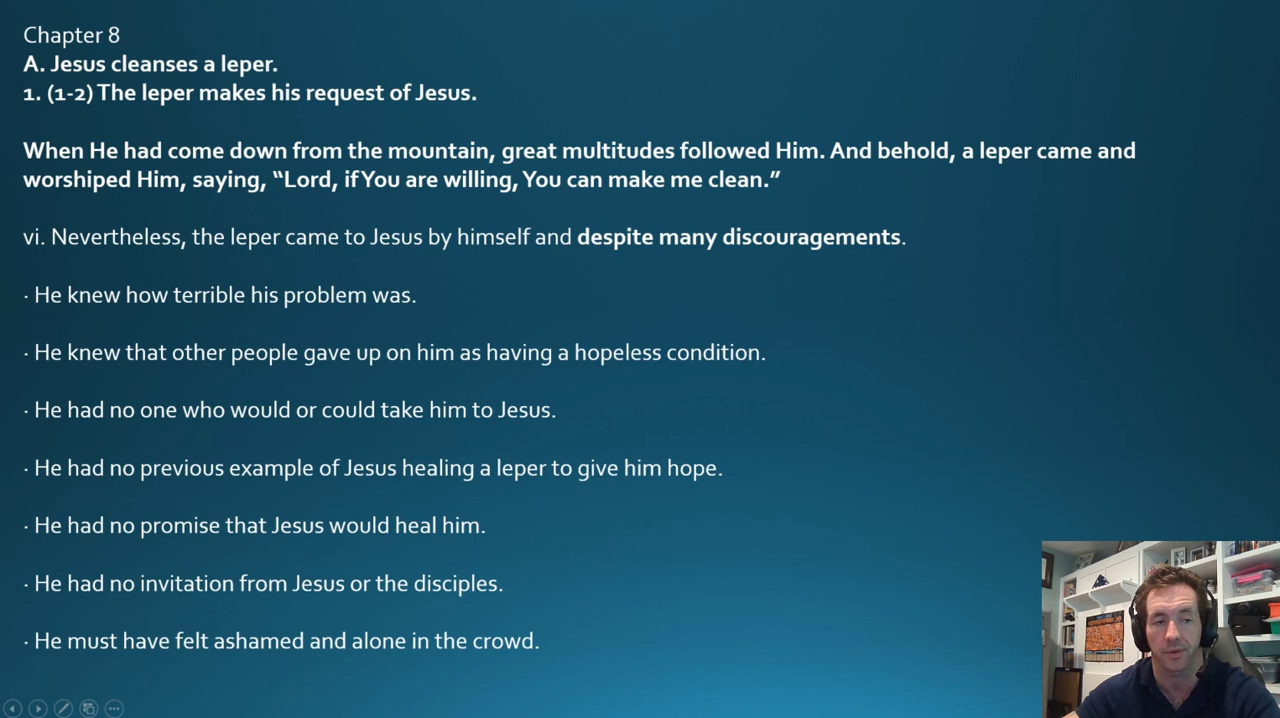 Chapter 8
A. Jesus cleanses a leper.
1. (1-2) The leper makes his request of Jesus.
When He had come down from the mountain, great multitudes followed Him. And behold, a leper came and
worshiped Him, saying, “Lord, if You are willing, You can make me clean.”
vi. Nevertheless, the leper came to Jesus by himself and despite many discouragements.
· He knew how terrible his problem was.
· He knew that other people gave up on him as having a hopeless condition.
· He had no one who would or could take him to Jesus.
· He had no previous example of Jesus healing a leper to give him hope.
· He had no promise that Jesus would heal him.
· He had no invitation from Jesus or the disciples.
· He must have felt ashamed and alone in the crowd.